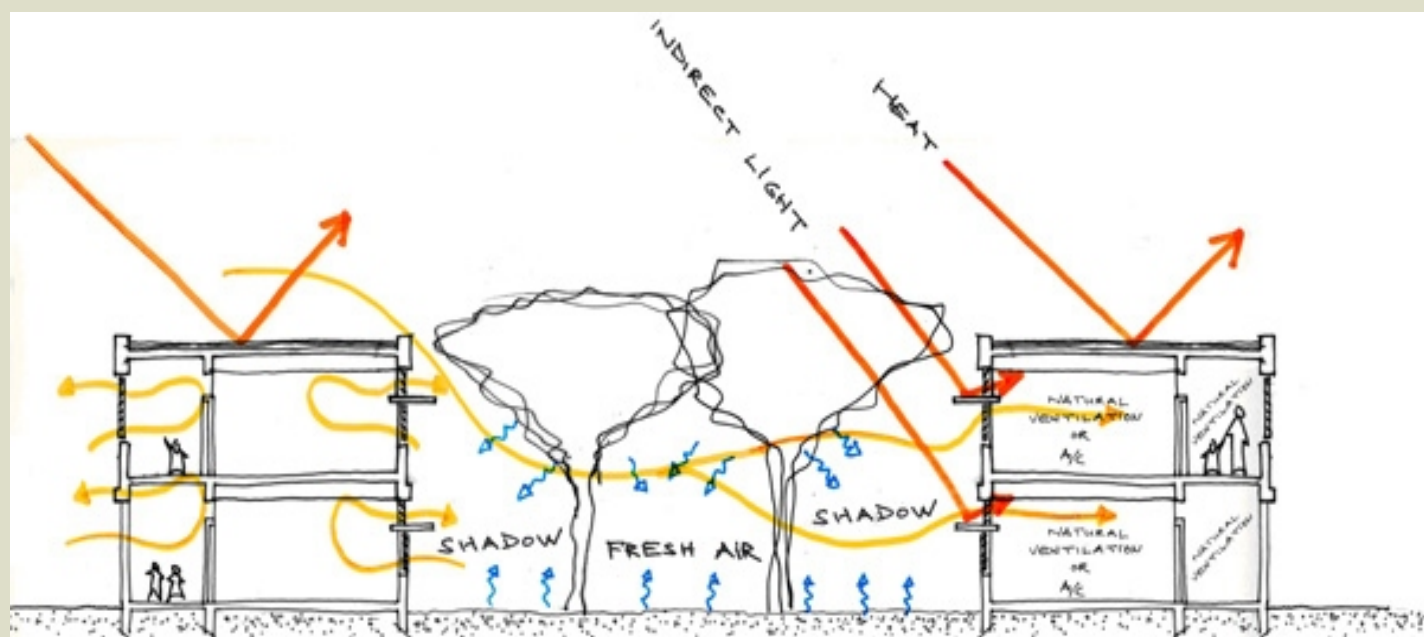 INDIRECT LIGHT
HEAT
NATURAL
VENTILATION
OR
A/C
NATURAL
VENTILATION
SHADOW
FRESH AIR
SHADOW
NATURAL
VENTILATION
OR
A/C
NATURAL
VENTILATION